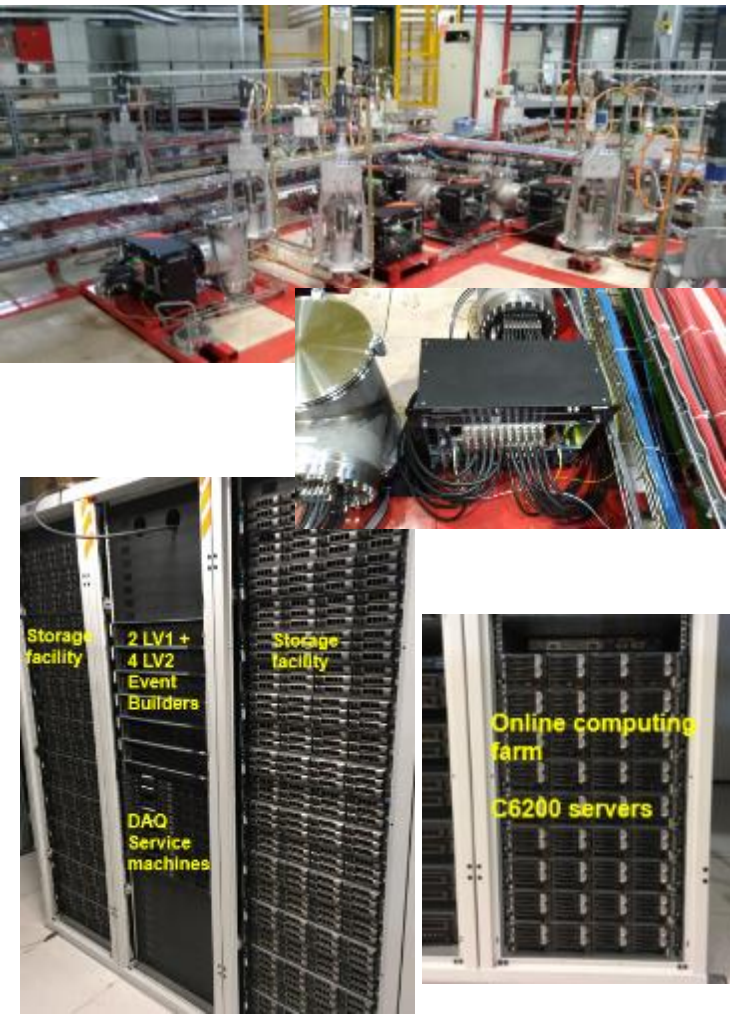 Storage
facility
2 LV1 +
4 LV2
Event
Builders
DAQ
Service
machines
Storage
facility
Online computing
farm
C6200 servers